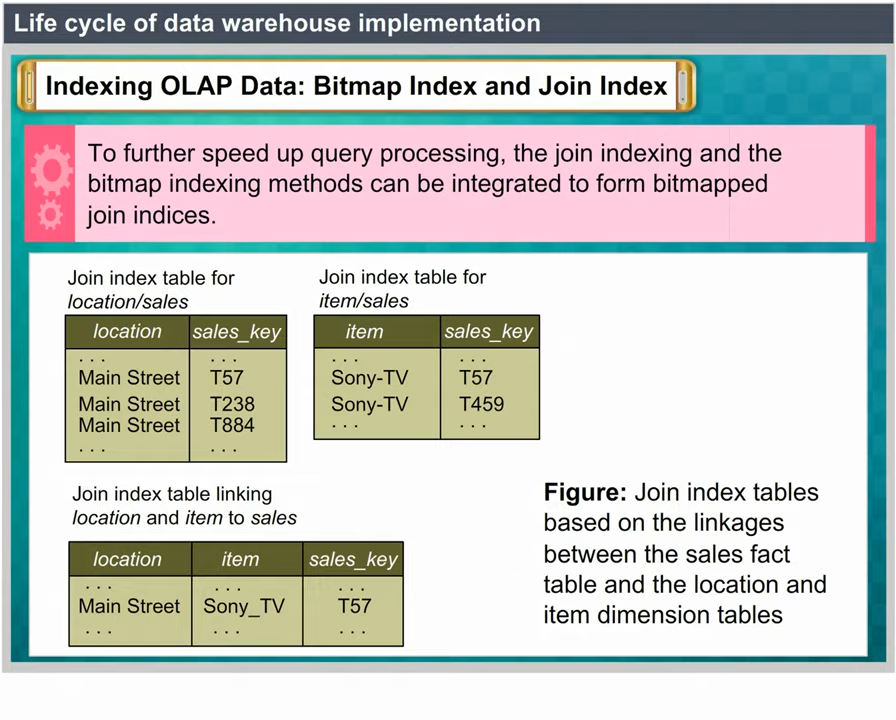 Life cycle of data warehouse implementation
Indexing OLAP Data: Bitmap Index and Join Index
To further speed up query processing, the join indexing and the
bitmap indexing methods can be integrated to form bitmapped
join indices.
Join index table for
location/sales
location sales_key
. . . . . .
Main Street T57
Main Street T238
Main Street T884
. . . . . .
Join index table for
item/sales
item sales_key
. . . . . .
Sony-TV T57
Sony-TV T459
. . . . . .
Join index table linking
location and item to sales
location item sales_key
. . . . . . . . .
Main Street Sony_TV T57
. . . . . . . . .
Figure: Join index tables
based on the linkages
between the sales fact
table and the location and
item dimension tables